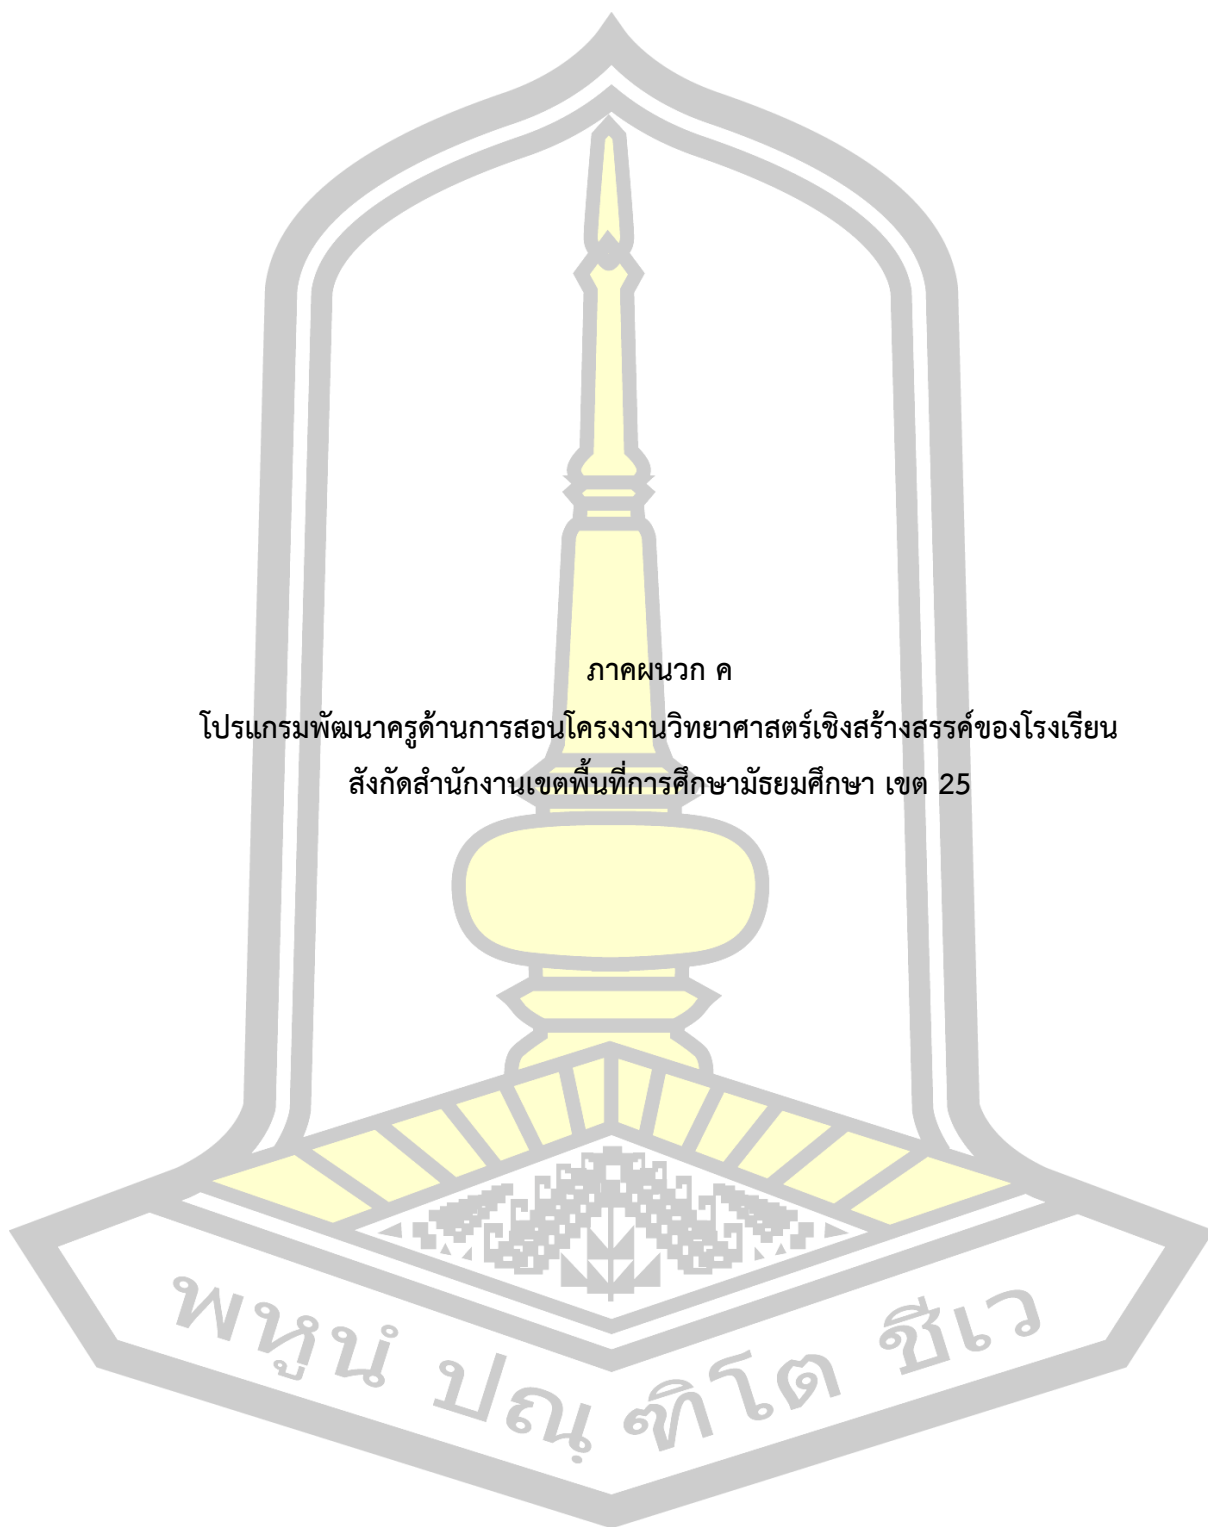 ภาคผนวก ค
โปรแกรมพัฒนาครูด้านการสอนโครงงานวิทยาศาสตร์เชิงสร้างสรรค์ของโรงเรียน
สังกัดสำนักงานเขตพื้นที่การศึกษามัธยมศึกษา เขต 25
พหูนํ ปณฺฑิโต ชีเว